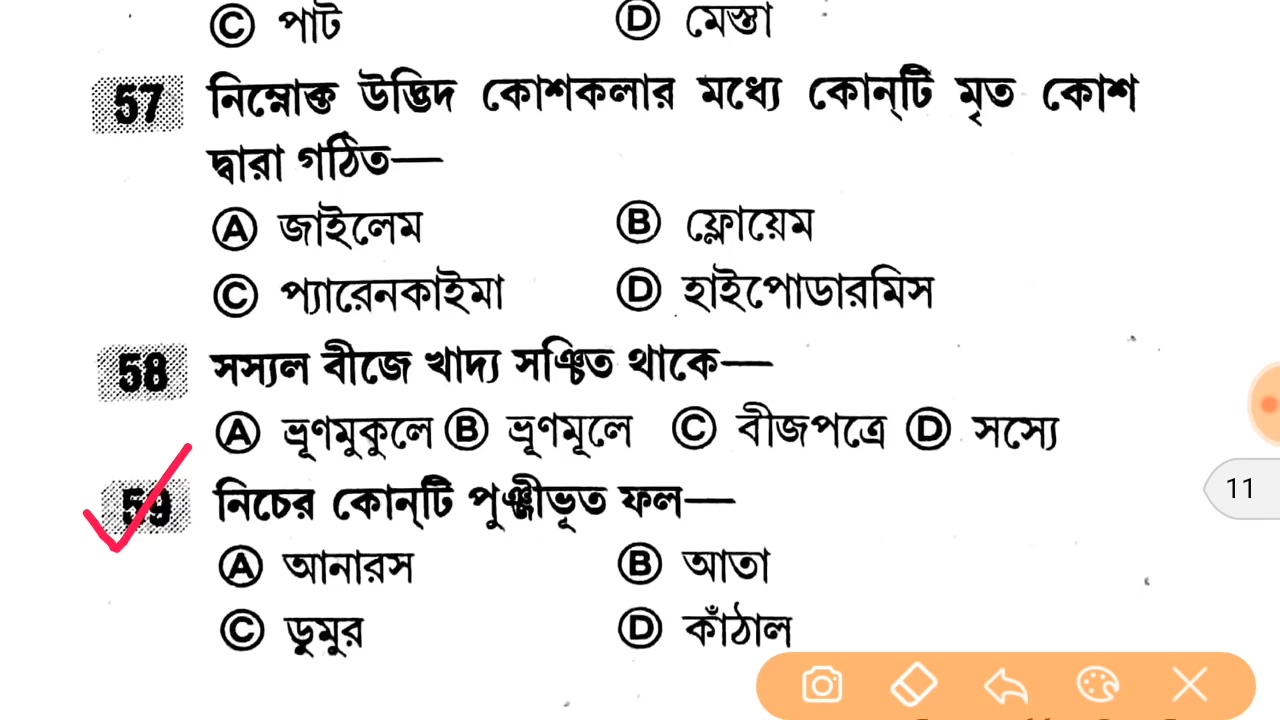 Ⓒ পাট Ⓓ মেস্তা
57 নিম্নোক্ত উদ্ভিদ কোশকলার মধ্যে কোন্‌টি মৃত কোশ
দ্বারা গঠিত—
Ⓐ জাইলেম Ⓑ ফ্লোয়েম
Ⓒ প্যারেনকাইমা Ⓓ হাইপোডারমিস
58 সস্যল বীজে খাদ্য সঞ্চিত থাকে—
Ⓐ ভ্রূণমুকুলে Ⓑ ভ্রূণমূলে Ⓒ বীজপত্রে Ⓓ সস্যে
11
59 নিচের কোন্‌টি পুঞ্জীভূত ফল—
Ⓐ আনারস Ⓑ আতা
Ⓒ ডুমুর Ⓓ কাঁঠাল